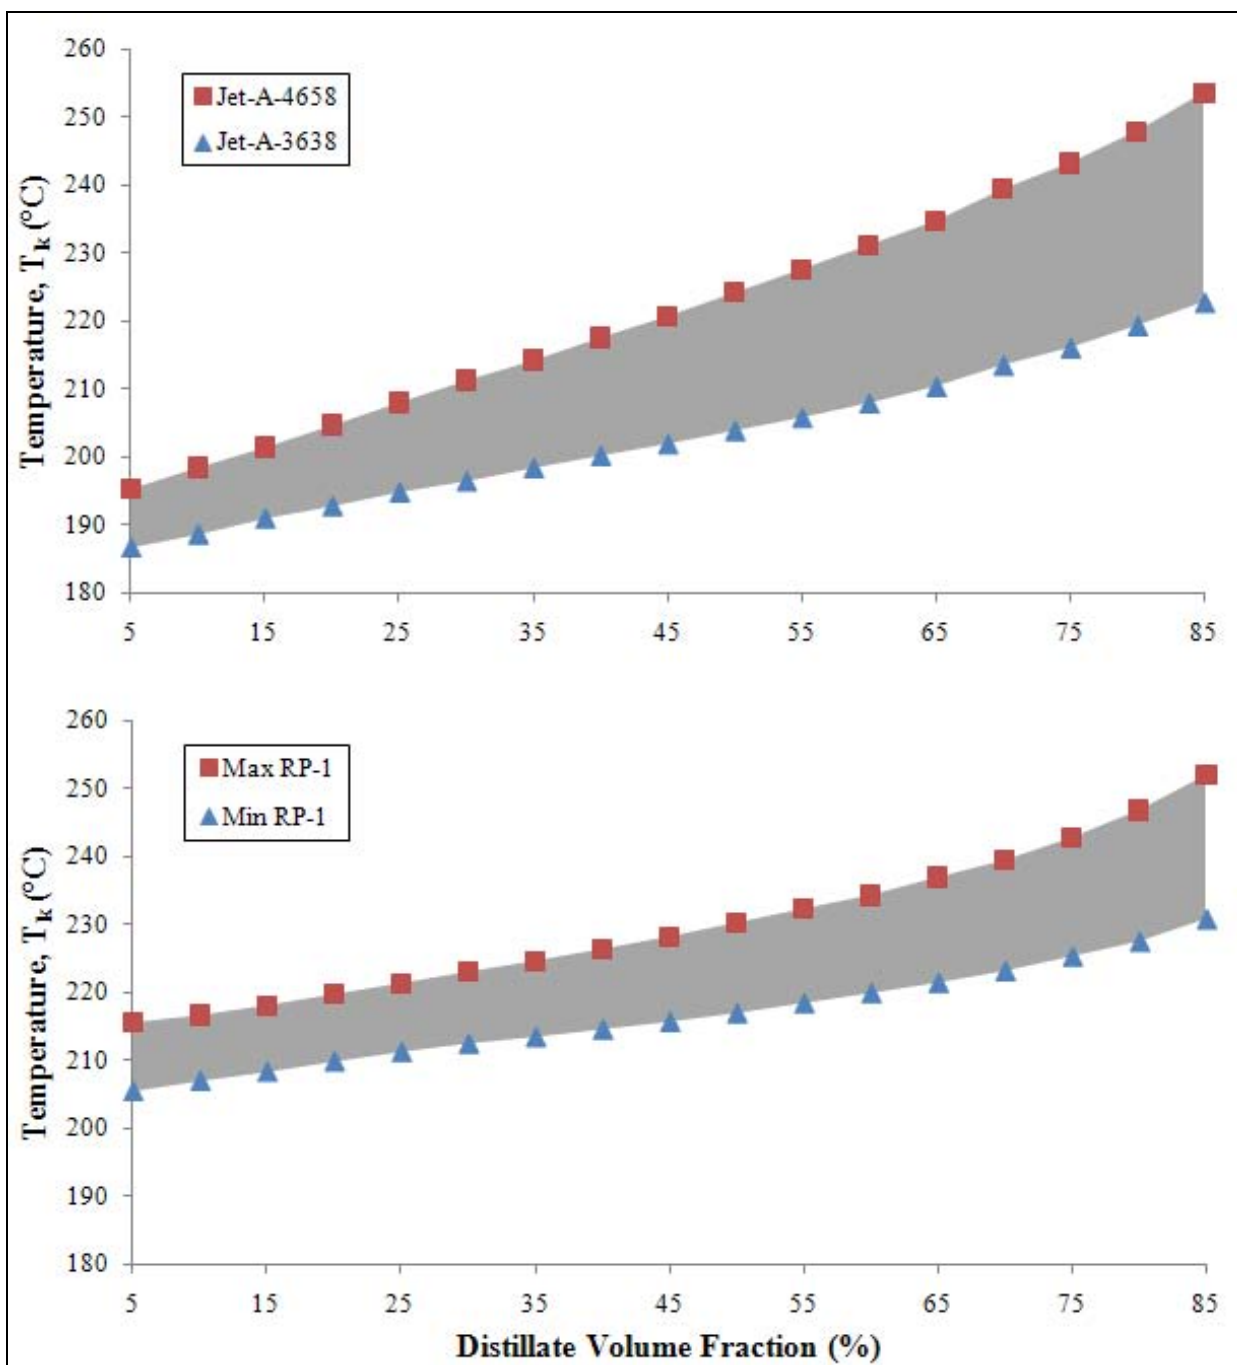 260
250
240
230
220
210
200
190
180
Temperature, Tk (°C)
Jet-A-4658
Jet-A-3638
5 15 25 35 45 55 65 75 85
260
250
240
230
220
210
200
190
180
Temperature, Tk (°C)
Max RP-1
Min RP-1
5 15 25 35 45 55 65 75 85
Distillate Volume Fraction (%)